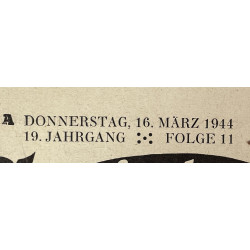 A DONNERSTAG, 16. MÄRZ 1944
19. JAHRGANG ⁘ FOLGE 11